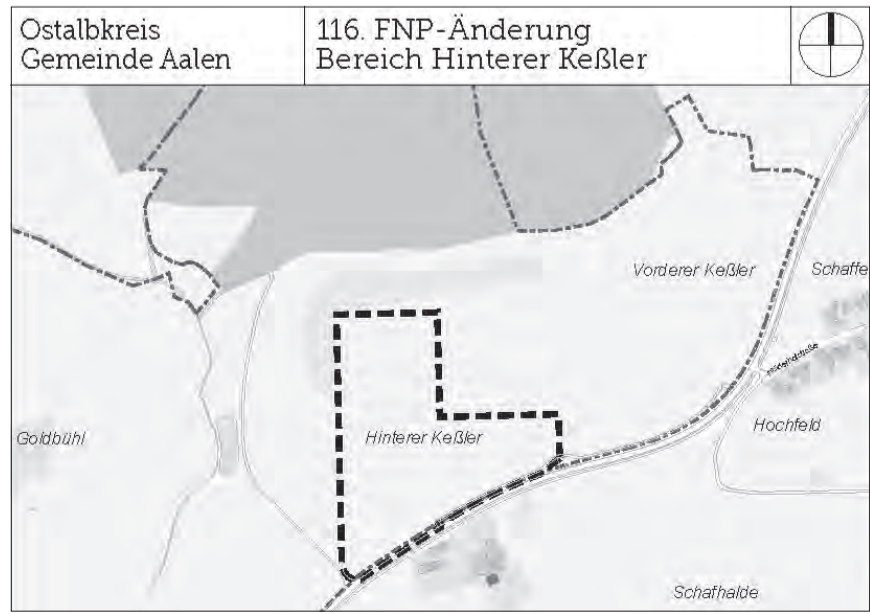 Ostalbkreis
Gemeinde Aalen
116. FNP-Änderung
Bereich Hinterer Keßler
Vorderer Keßler
Schaffe
Goldbühl
Hinterer Keßler
Hochfeld
Schafhalde